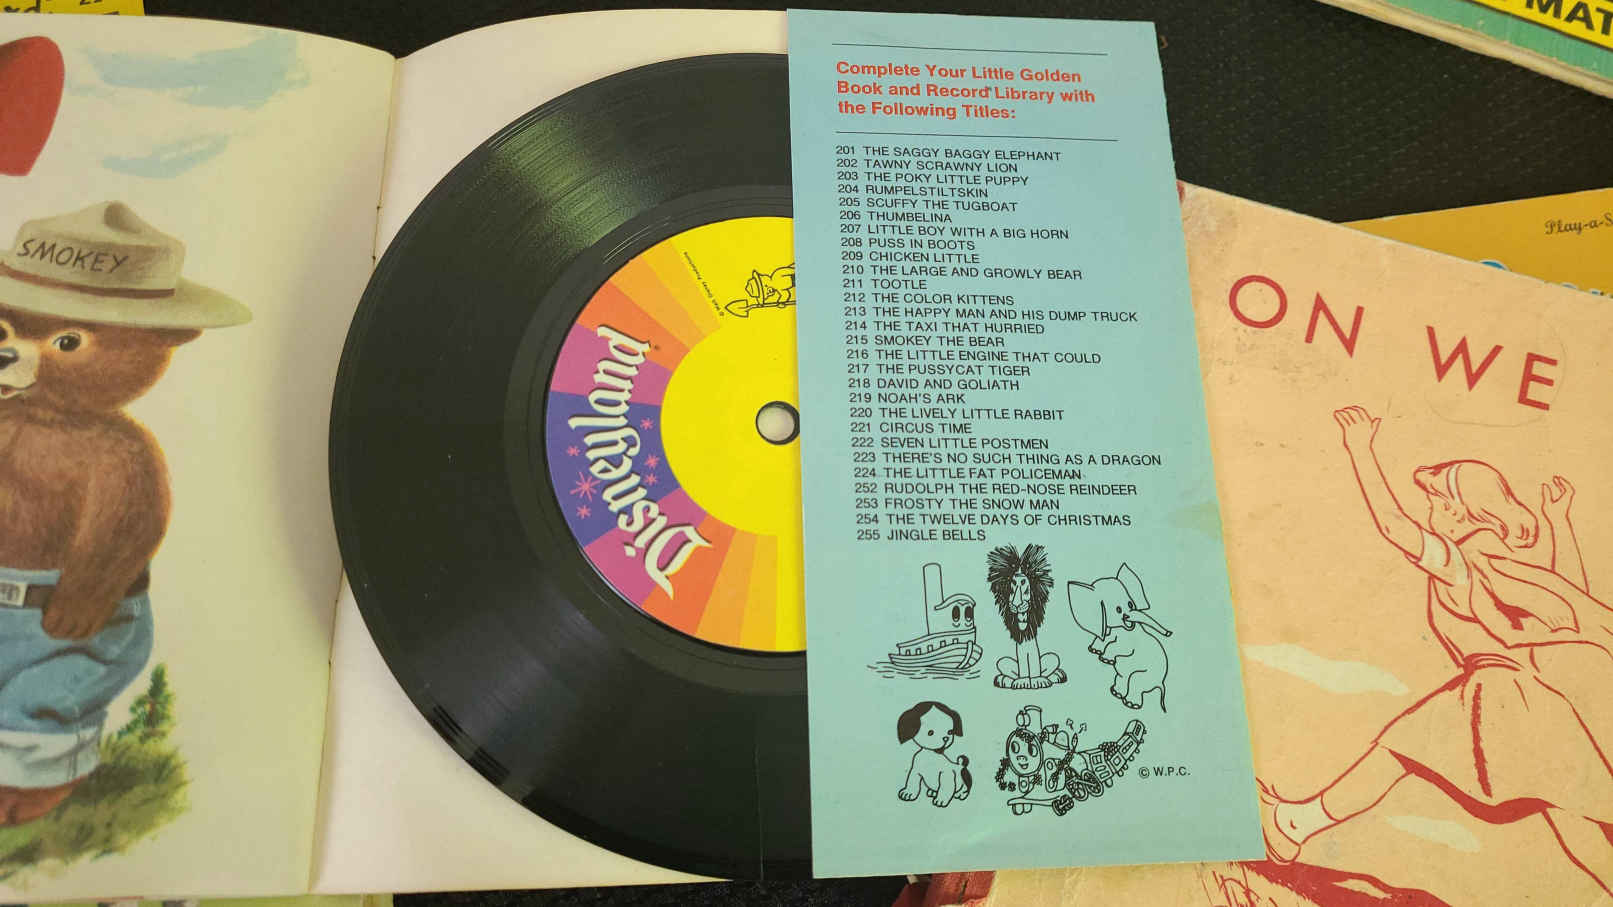 SMOKEY
© Walt Disney Productions
Disneyland
Complete Your Little Golden
Book and Record Library with
the Following Titles:
201 THE SAGGY BAGGY ELEPHANT
202 TAWNY SCRAWNY LION
203 THE POKY LITTLE PUPPY
204 RUMPELSTILTSKIN
205 SCUFFY THE TUGBOAT
206 THUMBELINA
207 LITTLE BOY WITH A BIG HORN
208 PUSS IN BOOTS
209 CHICKEN LITTLE
210 THE LARGE AND GROWLY BEAR
211 TOOTLE
212 THE COLOR KITTENS
213 THE HAPPY MAN AND HIS DUMP TRUCK
214 THE TAXI THAT HURRIED
215 SMOKEY THE BEAR
216 THE LITTLE ENGINE THAT COULD
217 THE PUSSYCAT TIGER
218 DAVID AND GOLIATH
219 NOAH'S ARK
220 THE LIVELY LITTLE RABBIT
221 CIRCUS TIME
222 SEVEN LITTLE POSTMEN
223 THERE'S NO SUCH THING AS A DRAGON
224 THE LITTLE FAT POLICEMAN
252 RUDOLPH THE RED-NOSE REINDEER
253 FROSTY THE SNOW MAN
254 THE TWELVE DAYS OF CHRISTMAS
255 JINGLE BELLS
© W.P.C.
MAT
Play-a-S
ON WE